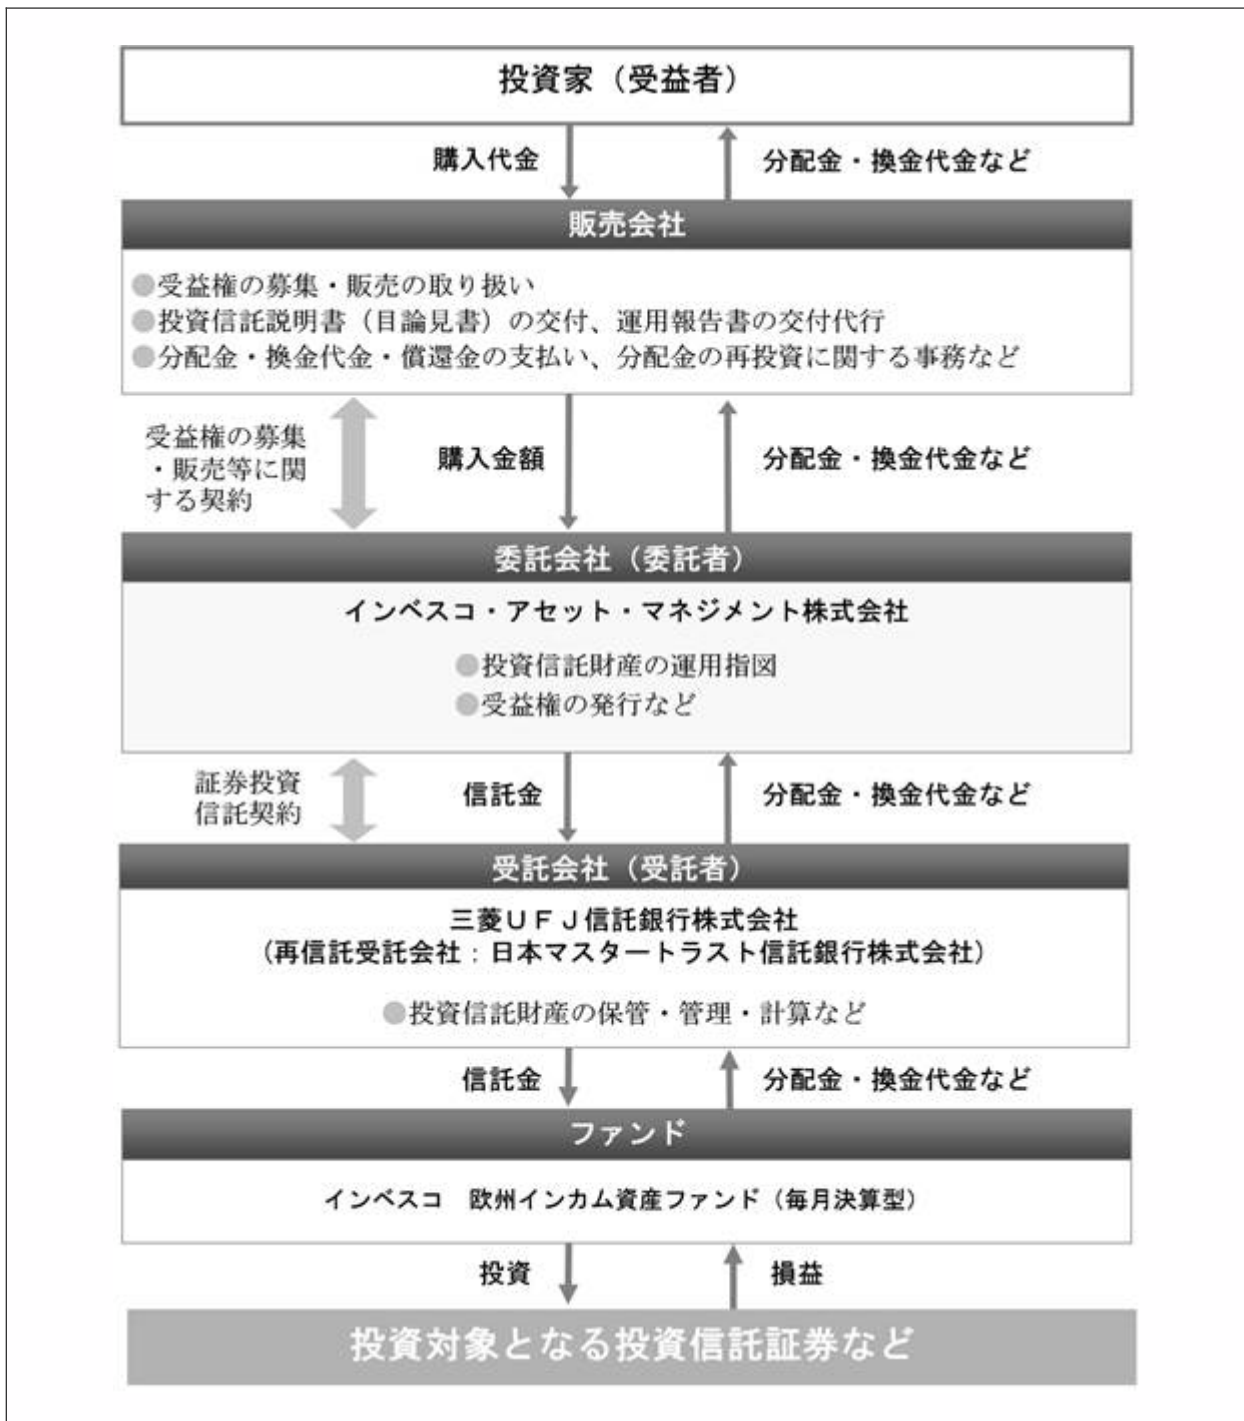 投資家（受益者）
購入代金
分配金・換金代金など
販売会社
●受益権の募集・販売の取り扱い
●投資信託説明書（目論見書）の交付、運用報告書の交付代行
●分配金・換金代金・償還金の支払い、分配金の再投資に関する事務など
受益権の募集
・販売等に関
する契約
購入金額
分配金・換金代金など
委託会社（委託者）
インベスコ・アセット・マネジメント株式会社
●投資信託財産の運用指図
●受益権の発行など
証券投資
信託契約
信託金
分配金・換金代金など
受託会社（受託者）
三菱ＵＦＪ信託銀行株式会社
（再信託受託会社：日本マスタートラスト信託銀行株式会社）
●投資信託財産の保管・管理・計算など
信託金
分配金・換金代金など
ファンド
インベスコ　欧州インカム資産ファンド（毎月決算型）
投資
損益
投資対象となる投資信託証券など